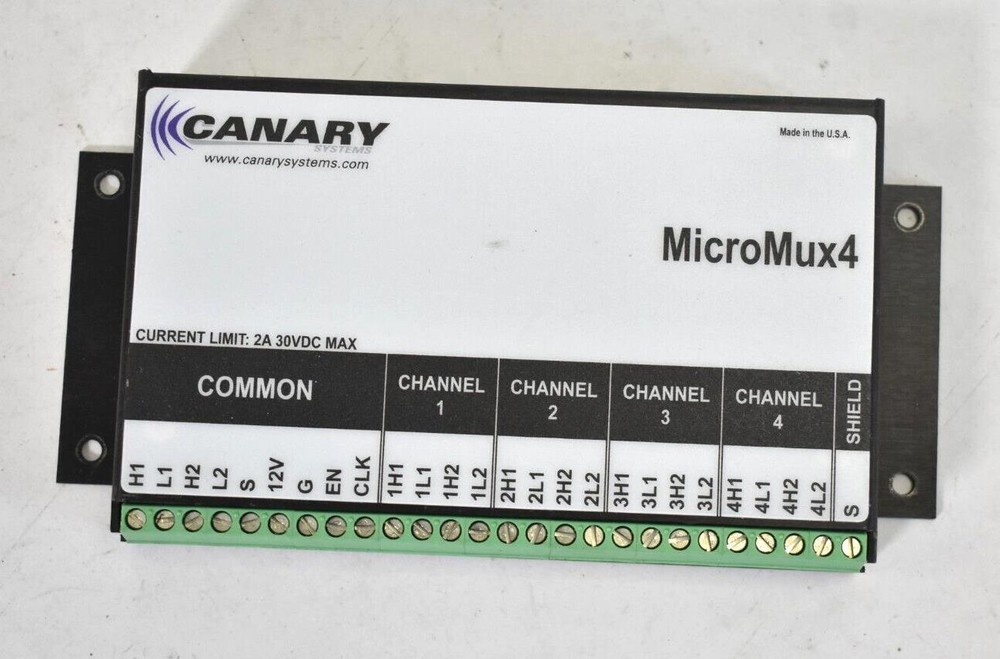 CANARY
SYSTEMS
www.canarysystems.com
Made in the U.S.A.
MicroMux4
CURRENT LIMIT: 2A 30VDC MAX
COMMON
CHANNEL
1
CHANNEL
2
CHANNEL
3
CHANNEL
4
SHIELD
H1 L1 H2 L2 S 12V G EN CLK 1H1 1L1 1H2 1L2 2H1 2L1 2H2 2L2 3H1 3L1 3H2 3L2 4H1 4L1 4H2 4L2 S